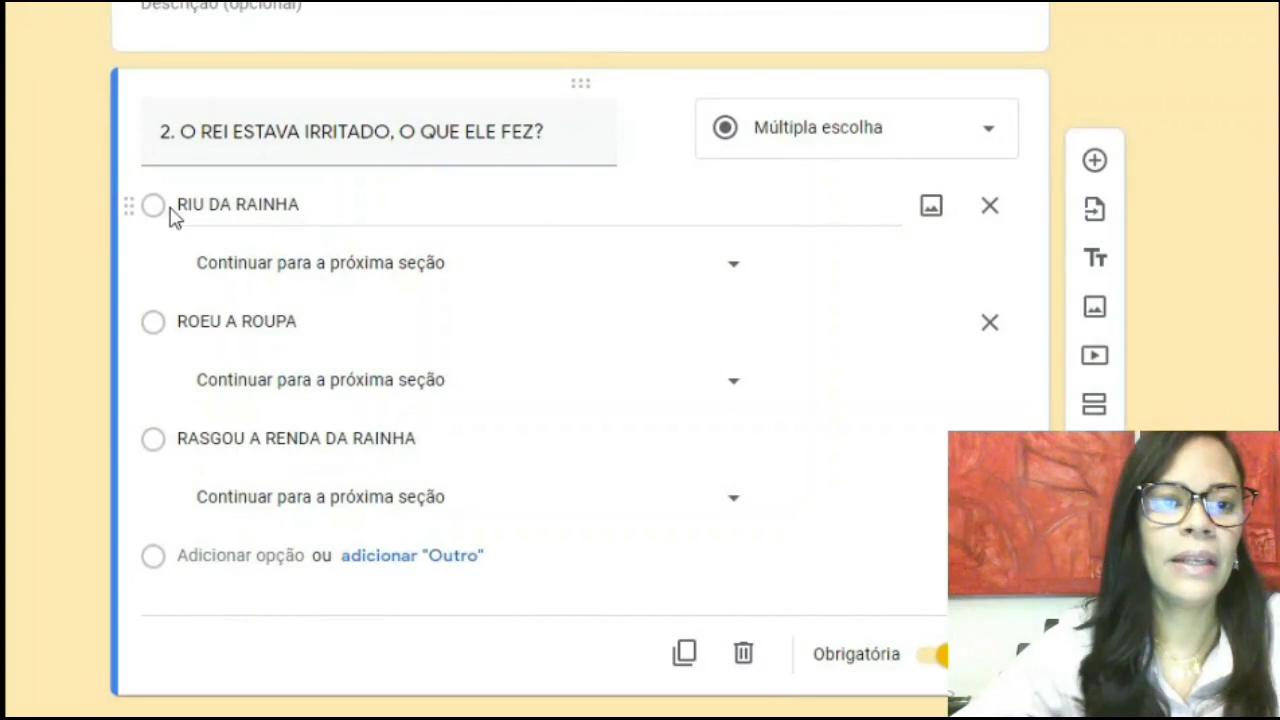 Descrição (opcional)
2. O REI ESTAVA IRRITADO, O QUE ELE FEZ?
Múltipla escolha
RIU DA RAINHA
Continuar para a próxima seção
ROEU A ROUPA
Continuar para a próxima seção
RASGOU A RENDA DA RAINHA
Continuar para a próxima seção
Adicionar opção ou adicionar "Outro"
Obrigatória